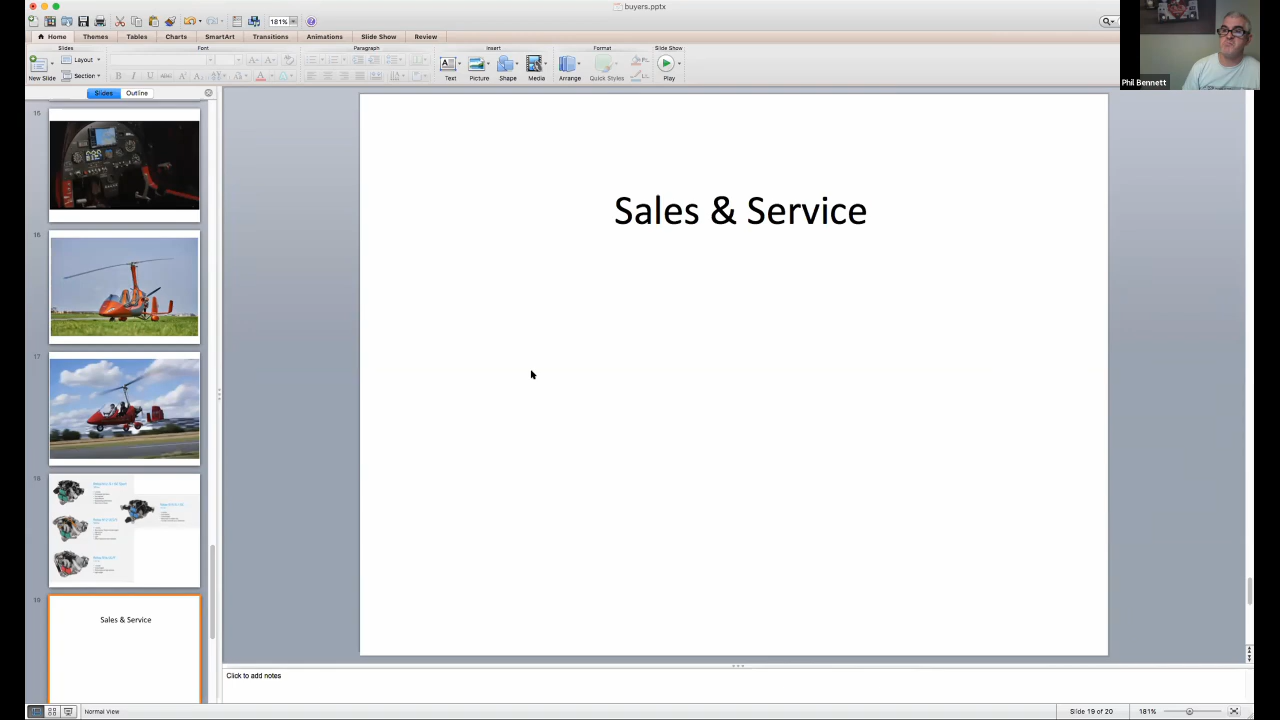 buyers.pptx
181%
Home Themes Tables Charts SmartArt Transitions Animations Slide Show Review
Slides Font Paragraph Insert Format Slide Show
New Slide Layout Section Text Picture Shape Media Arrange Quick Styles Play
Phil Bennett
Slides Outline
15
16
17
18
19
Sales & Service
Sales & Service
Click to add notes
Normal View Slide 19 of 20 181%